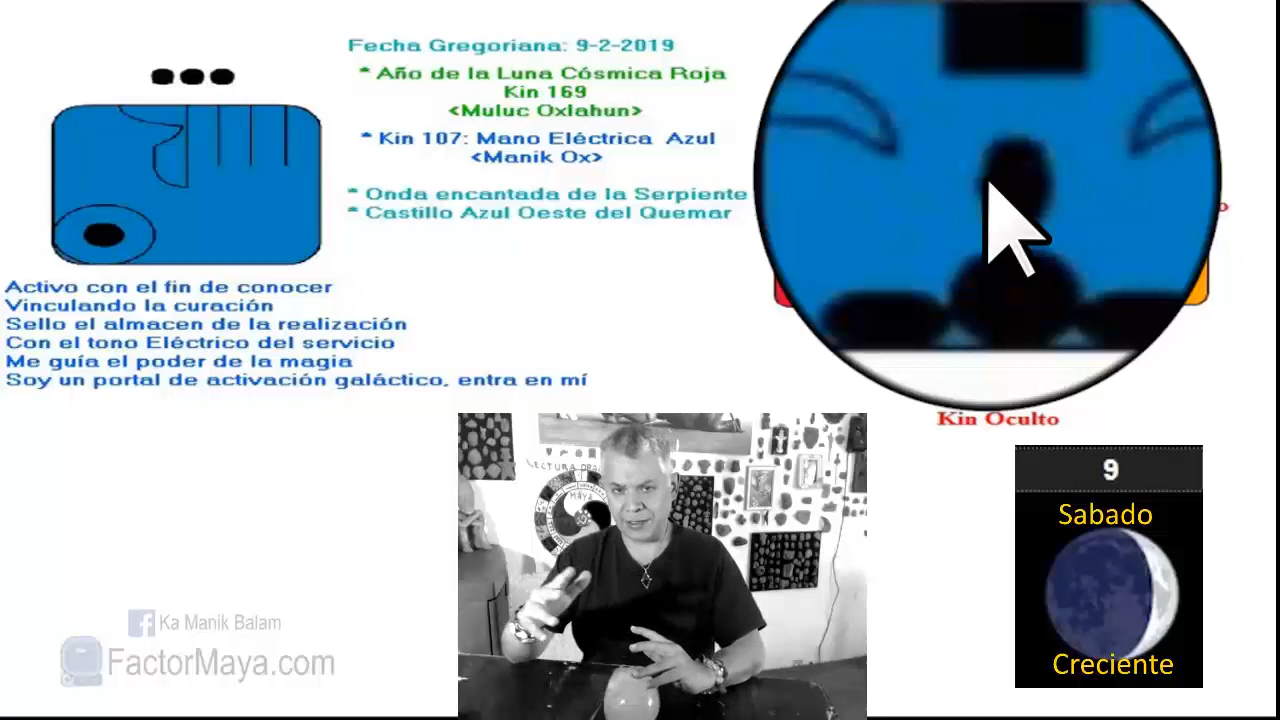 Fecha Gregoriana: 9-2-2019
* Año de la Luna Cósmica Roja
Kin 169
<Muluc Oxlahun>
* Kin 107: Mano Eléctrica Azul
<Manik Ox>
* Onda encantada de la Serpiente
* Castillo Azul Oeste del Quemar
Activo con el fin de conocer
Vinculando la curación
Sello el almacen de la realización
Con el tono Eléctrico del servicio
Me guía el poder de la magia
Soy un portal de activación galáctico, entra en mí
Kin Oculto
9
Sabado
Creciente
LECTURA
MAYA
Ka Manik Balam
FactorMaya.com